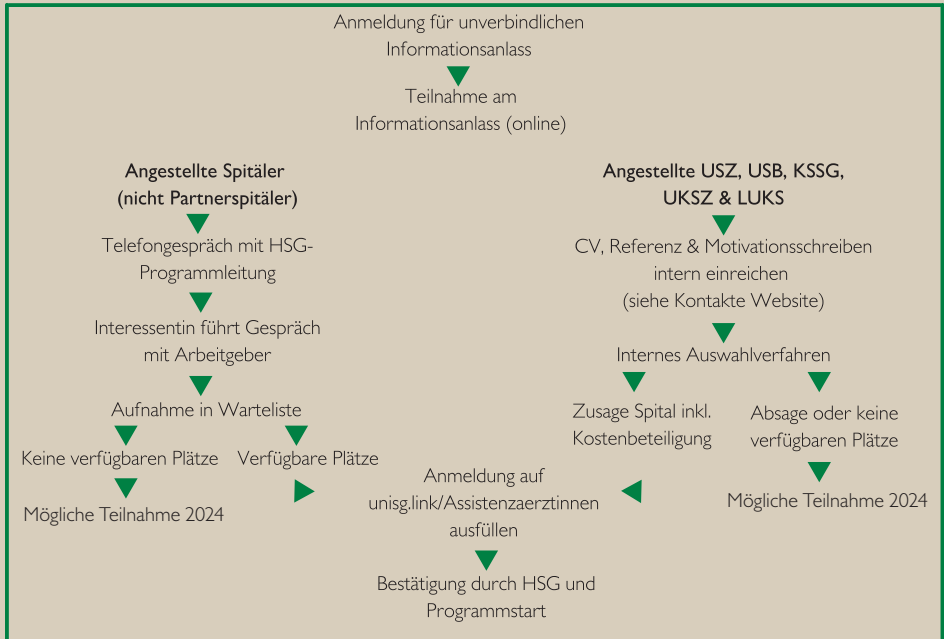 Anmeldung für unverbindlichen
Informationsanlass
Teilnahme am
Informationsanlass (online)
Angestellte Spitäler
(nicht Partnerspitäler)
Telefongespräch mit HSG-
Programmleitung
Interessentin führt Gespräch
mit Arbeitgeber
Aufnahme in Warteliste
Keine verfügbaren Plätze
Verfügbare Plätze
Mögliche Teilnahme 2024
Angestellte USZ, USB, KSSG,
UKSZ & LUKS
CV, Referenz & Motivationsschreiben
intern einreichen
(siehe Kontakte Website)
Internes Auswahlverfahren
Zusage Spital inkl.
Kostenbeteiligung
Absage oder keine
verfügbaren Plätze
Mögliche Teilnahme 2024
Anmeldung auf
unisg.link/Assistenzaerztinnen
ausfüllen
Bestätigung durch HSG und
Programmstart